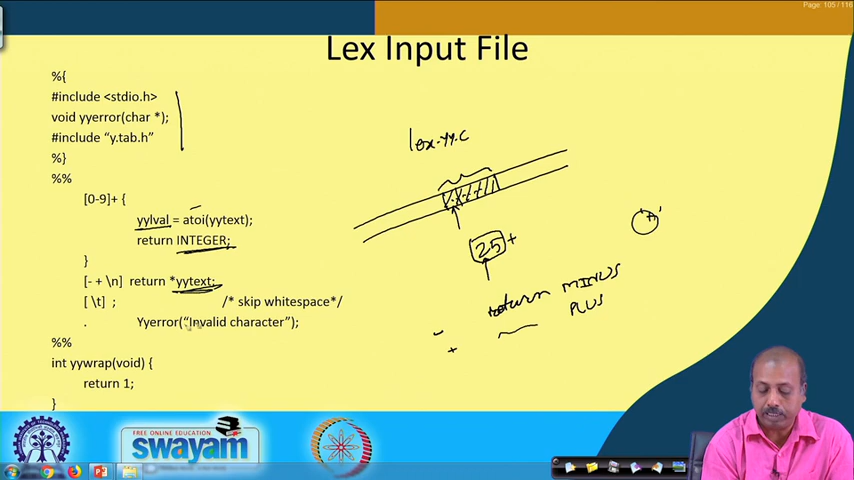 Page: 105 / 116
Lex Input File
%{
#include <stdio.h>
void yyerror(char *);
#include “y.tab.h”
%}
%%
[0-9]+ {
yylval = atoi(yytext);
return INTEGER;
}
[- + \n] return *yytext;
[ \t] ; /* skip whitespace*/
. Yyerror(“Invalid character”);
%%
int yywrap(void) {
return 1;
}
lex.yy.c
25+
return MINUS
PLUS
-
+
FREE ONLINE EDUCATION
swayam